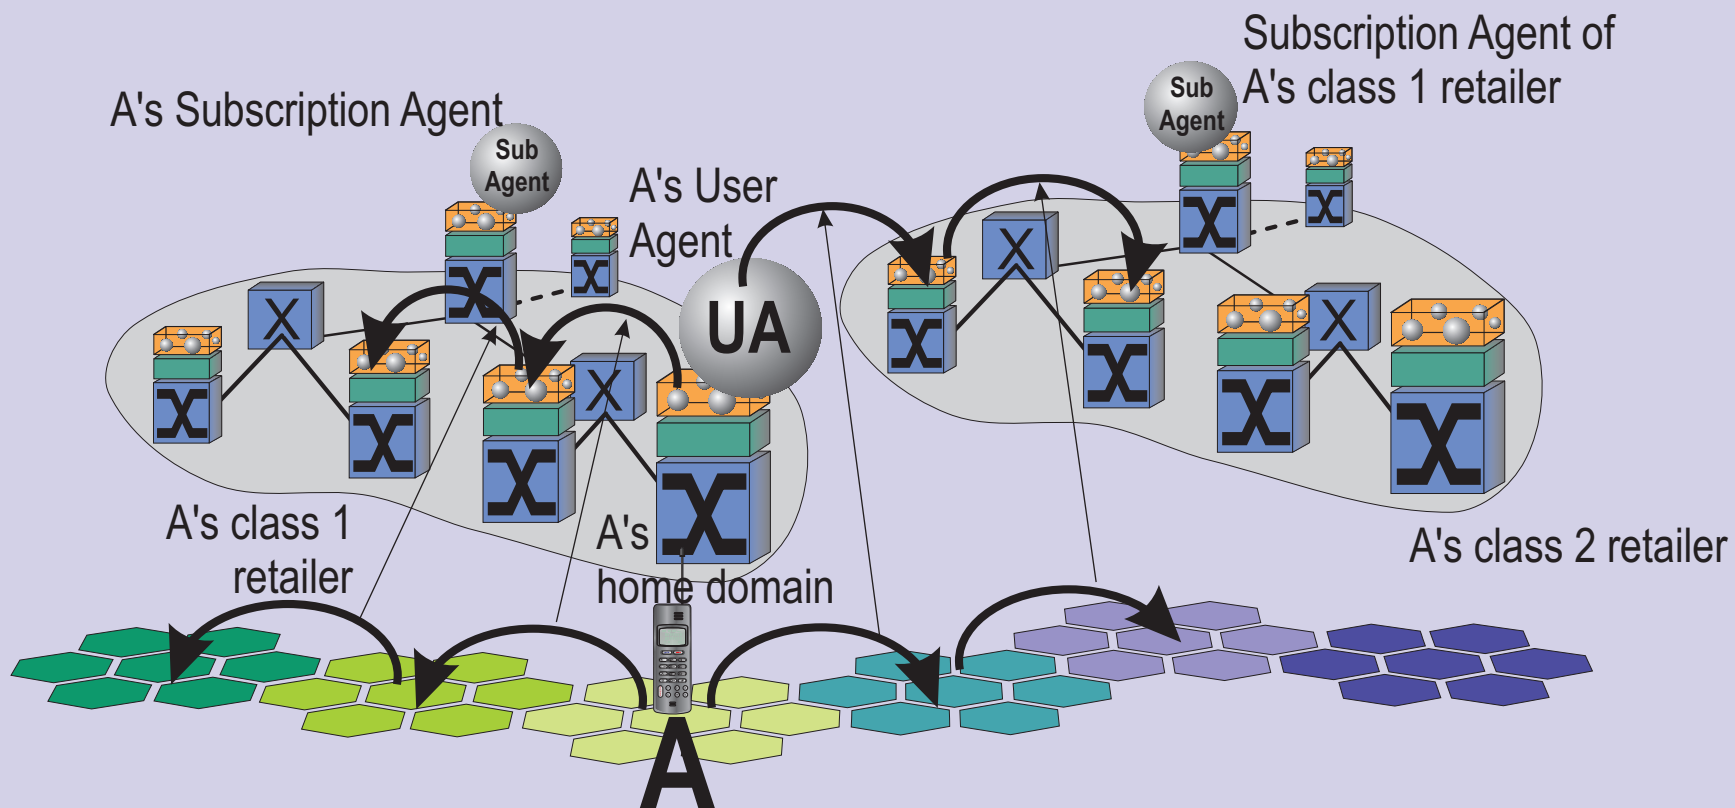 Subscription Agent of
A's class 1 retailer
Sub
Agent
A's Subscription Agent
Sub
Agent
A's User
Agent
UA
X
X
X
X
A's class 1
retailer
A's
home domain
A's class 2 retailer
A